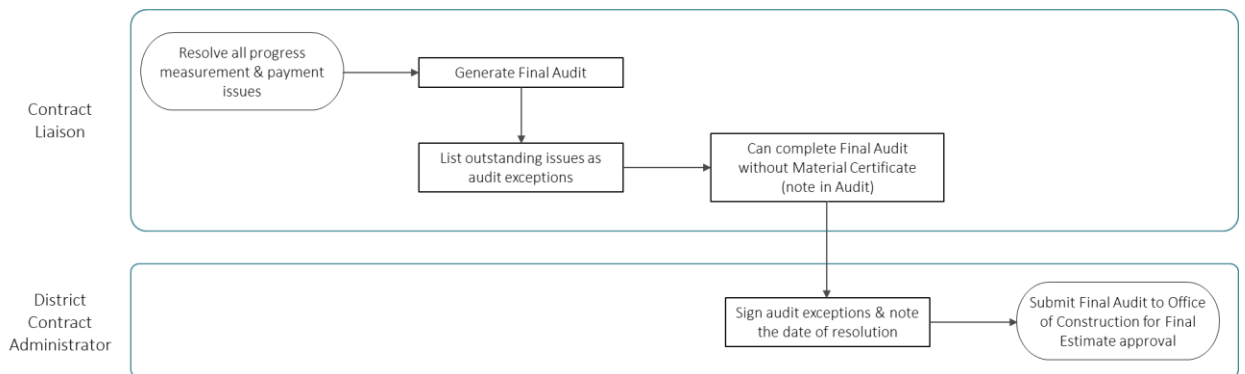 Contract
Liaison
Resolve all progress
measurement & payment
issues
Generate Final Audit
List outstanding issues as
audit exceptions
Can complete Final Audit
without Material Certificate
(note in Audit)
District
Contract
Administrator
Sign audit exceptions & note
the date of resolution
Submit Final Audit to Office
of Construction for Final
Estimate approval